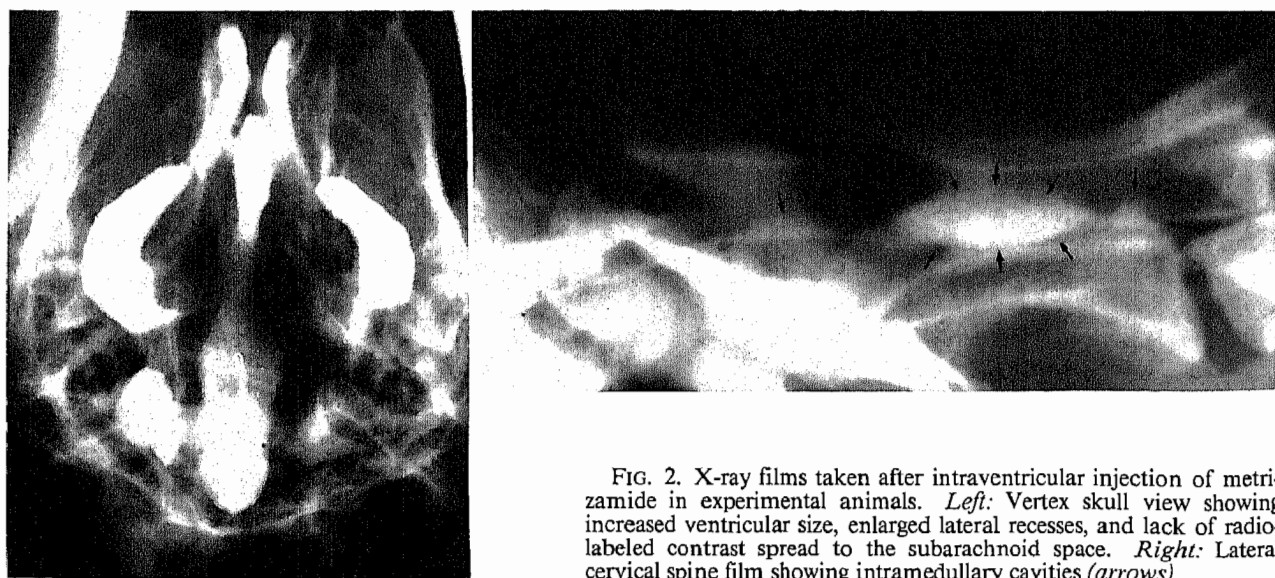 FIG. 2. X-ray films taken after intraventricular injection of metri-
zamide in experimental animals. Left: Vertex skull view showing
increased ventricular size, enlarged lateral recesses, and lack of radio-
labeled contrast spread to the subarachnoid space. Right: Lateral
cervical spine film showing intramedullary cavities (arrows)